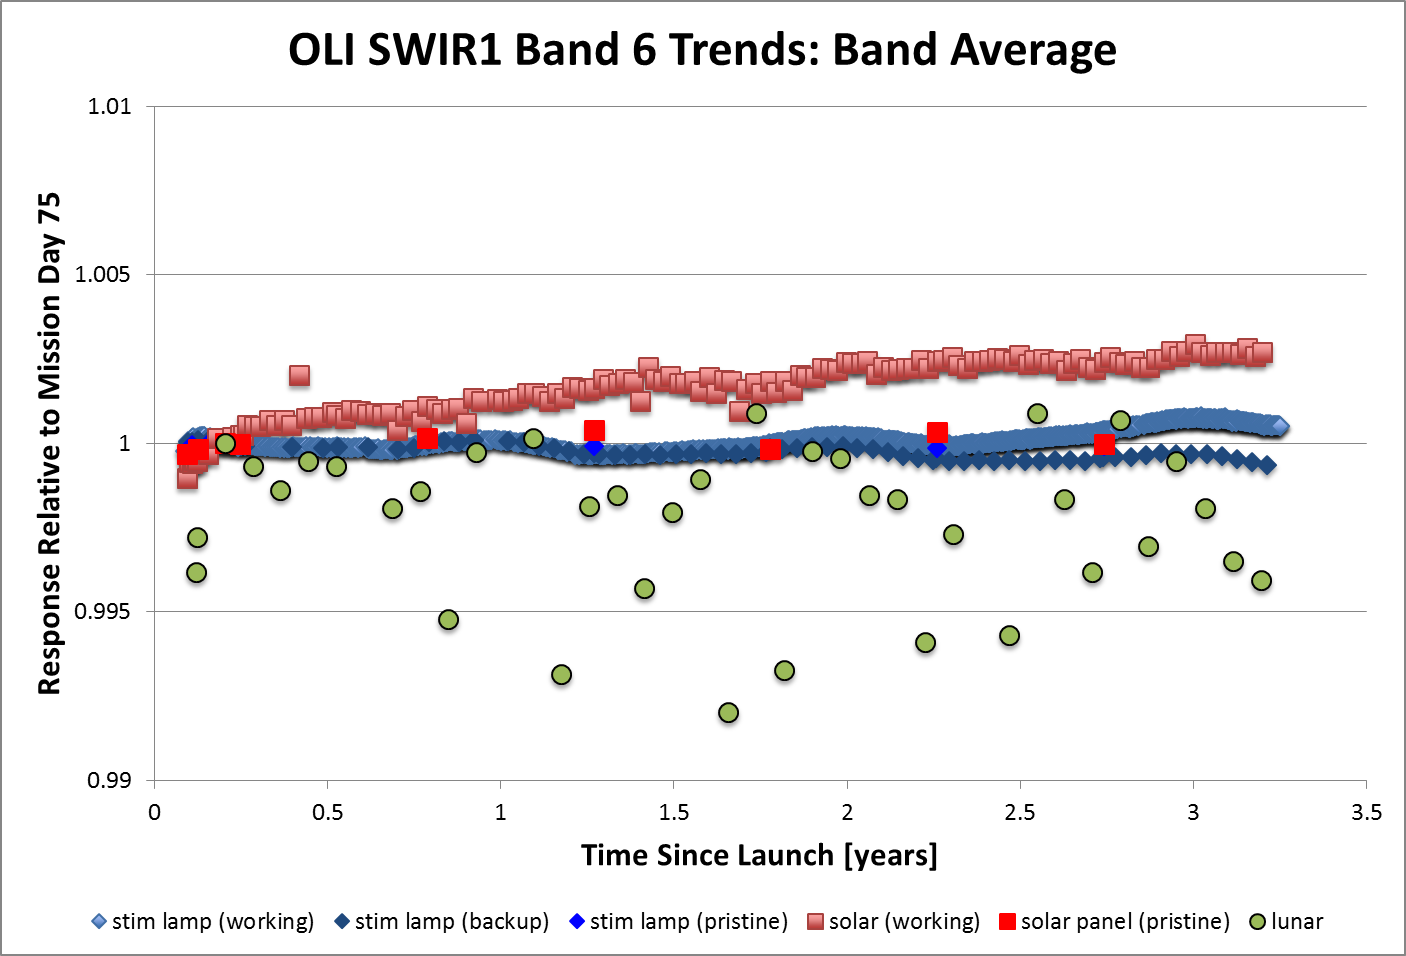 OLI SWIR1 Band 6 Trends: Band Average
Response Relative to Mission Day 75
1.01
1.005
1
0.995
0.99
0 0.5 1 1.5 2 2.5 3 3.5
Time Since Launch [years]
stim lamp (working) stim lamp (backup) stim lamp (pristine) solar (working) solar panel (pristine) lunar